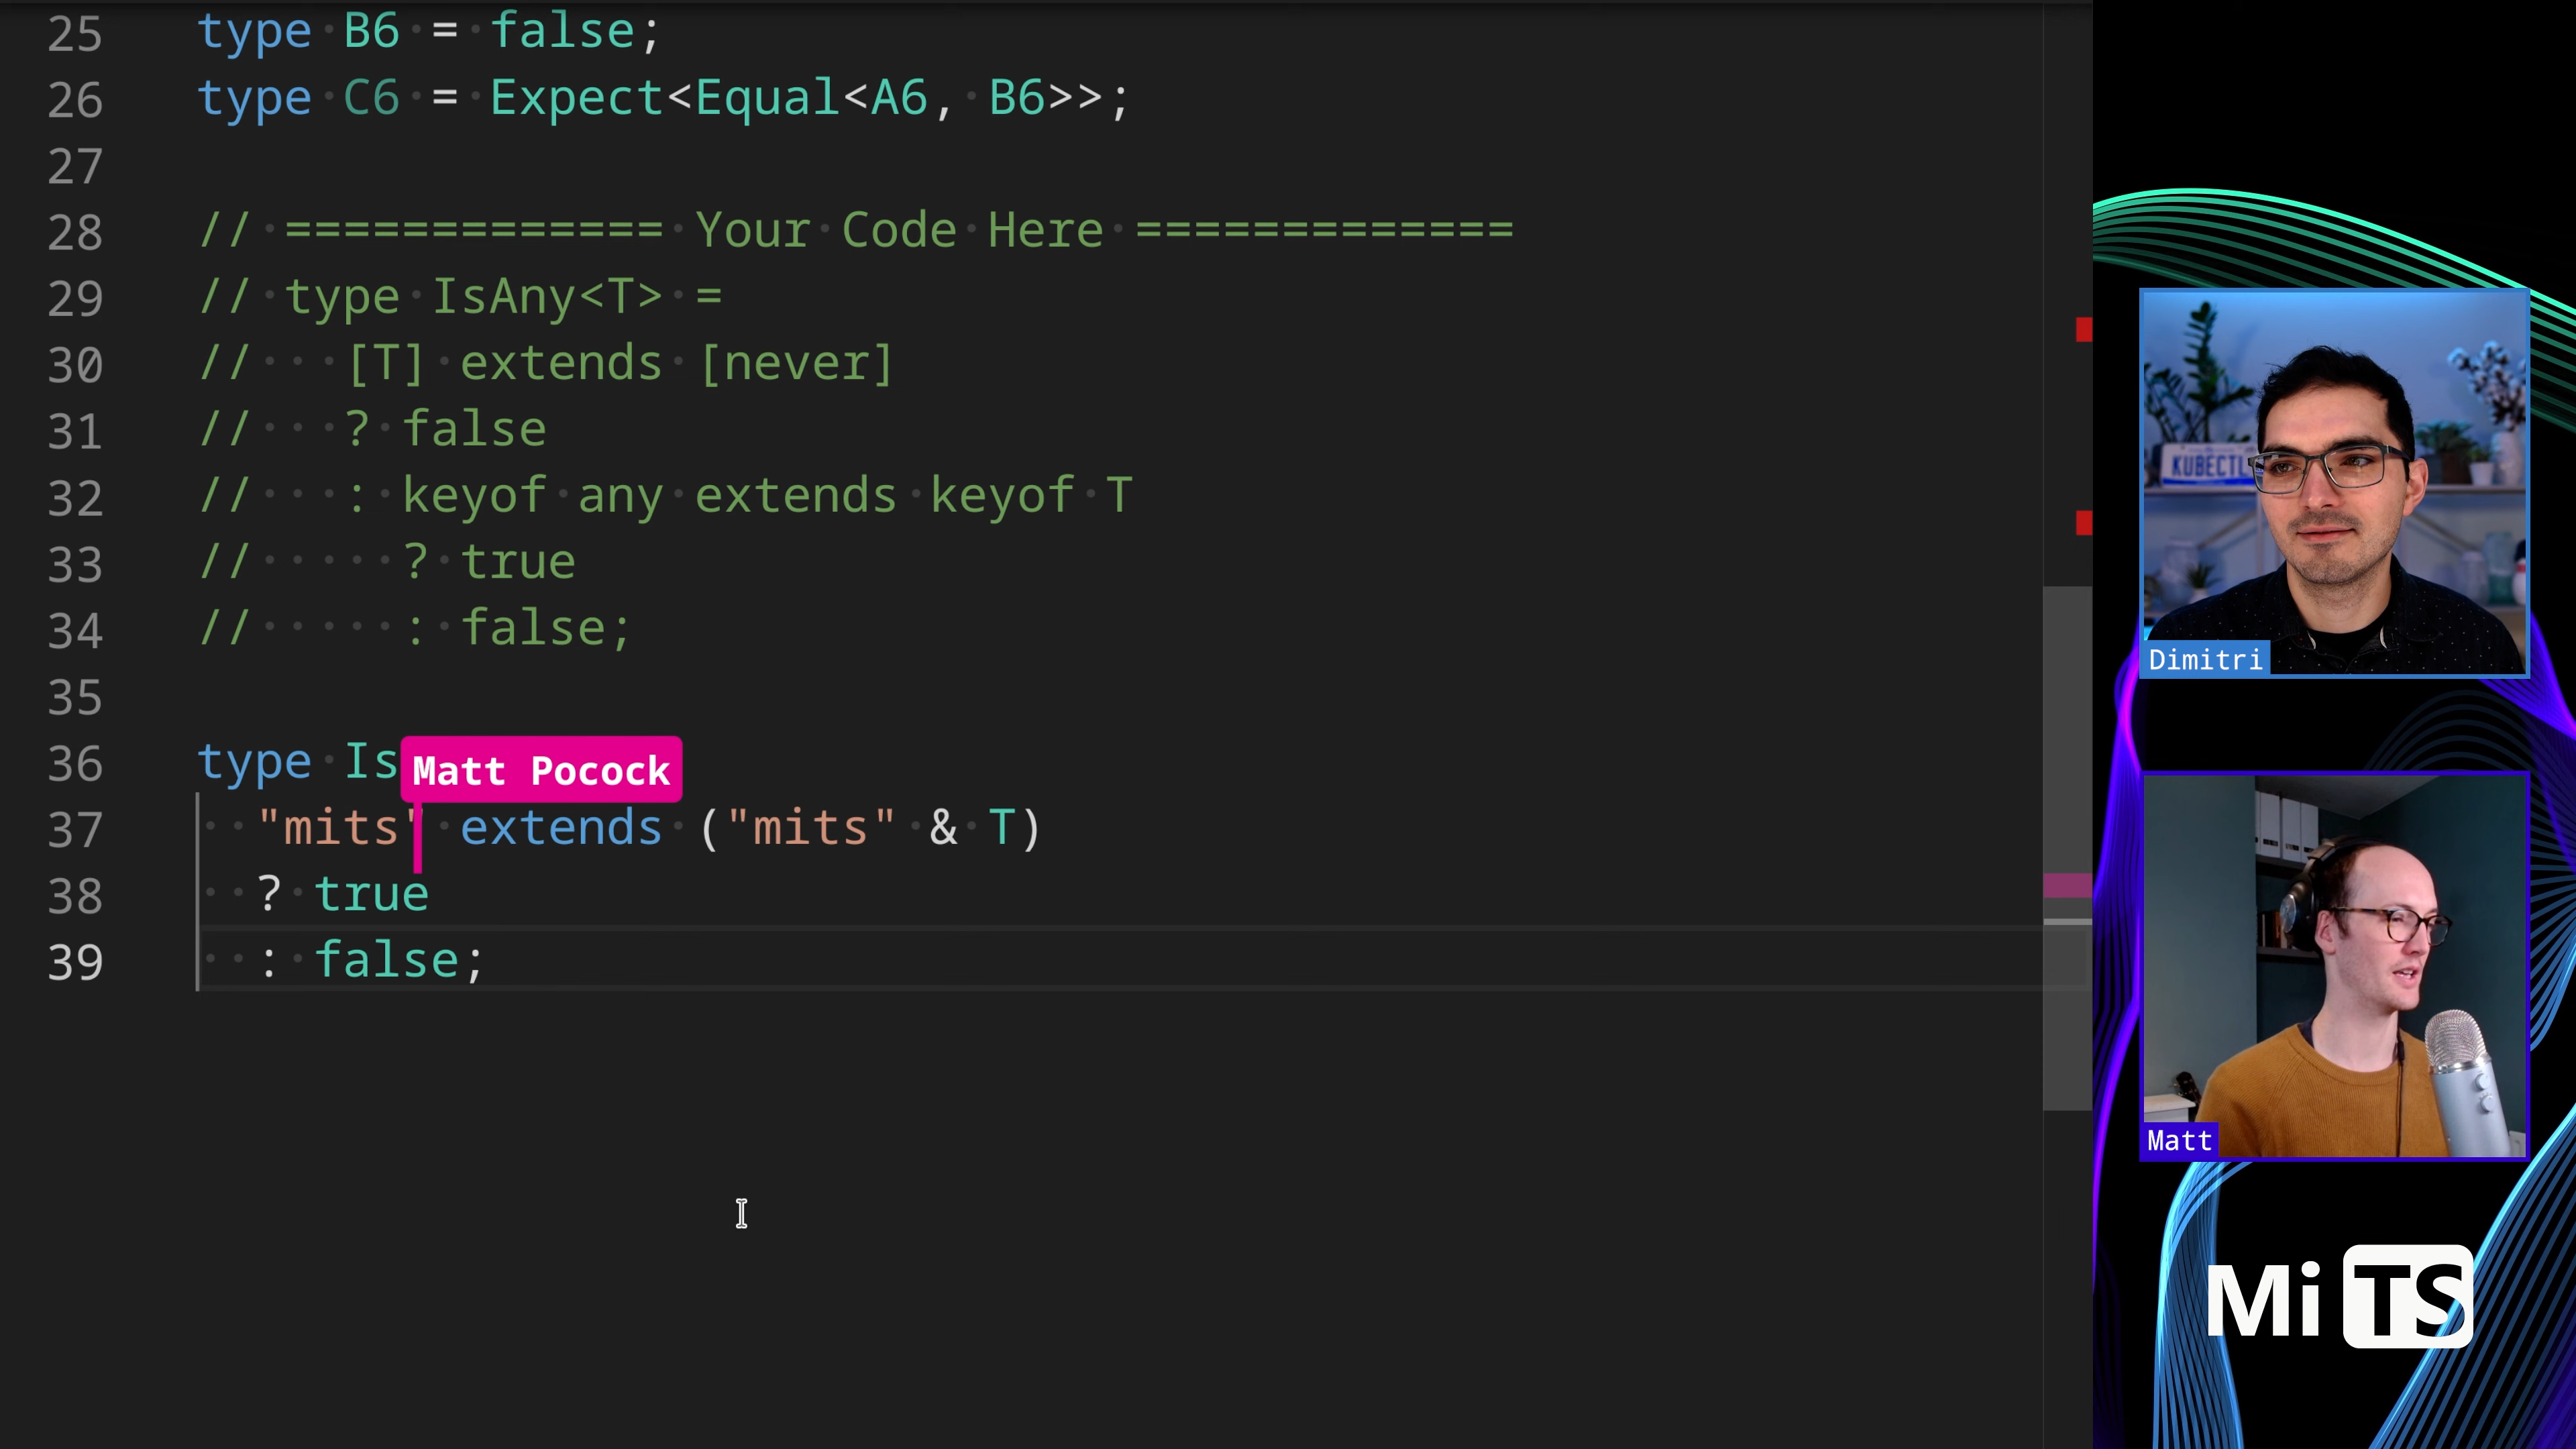 25 type B6 = false;
26 type C6 = Expect<Equal<A6, B6>>;
27
28 // ============= Your Code Here =============
29 // type IsAny<T> =
30 //   [T] extends [never]
31 //   ? false
32 //   : keyof any extends keyof T
33 //     ? true
34 //     : false;
35
36 type Is
Matt Pocock
37   "mits" extends ("mits" & T)
38   ? true
39   : false;
KUBECTL
Dimitri
Matt
Mi TS